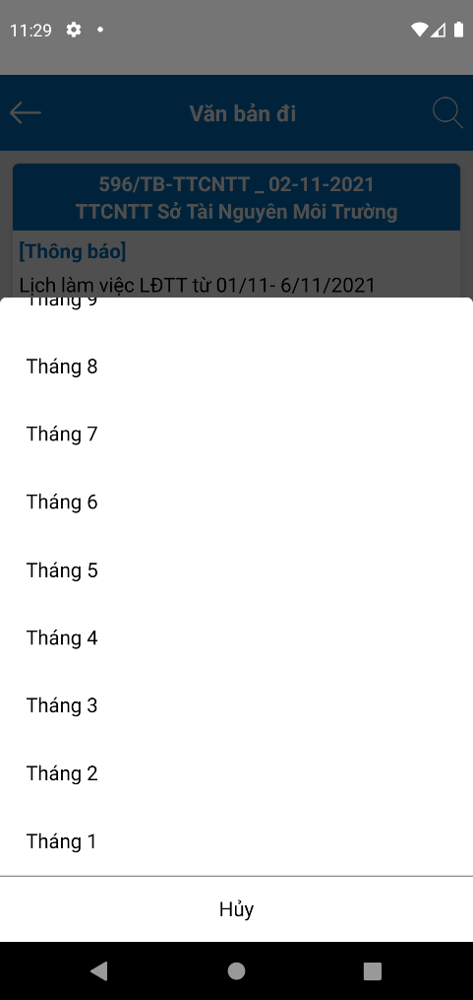 11:29
Văn bản đi
596/TB-TTCNTT _ 02-11-2021
TTCNTT Sở Tài Nguyên Môi Trường
[Thông báo]
Lịch làm việc LĐTT từ 01/11- 6/11/2021
Tháng 9
Tháng 8
Tháng 7
Tháng 6
Tháng 5
Tháng 4
Tháng 3
Tháng 2
Tháng 1
Hủy